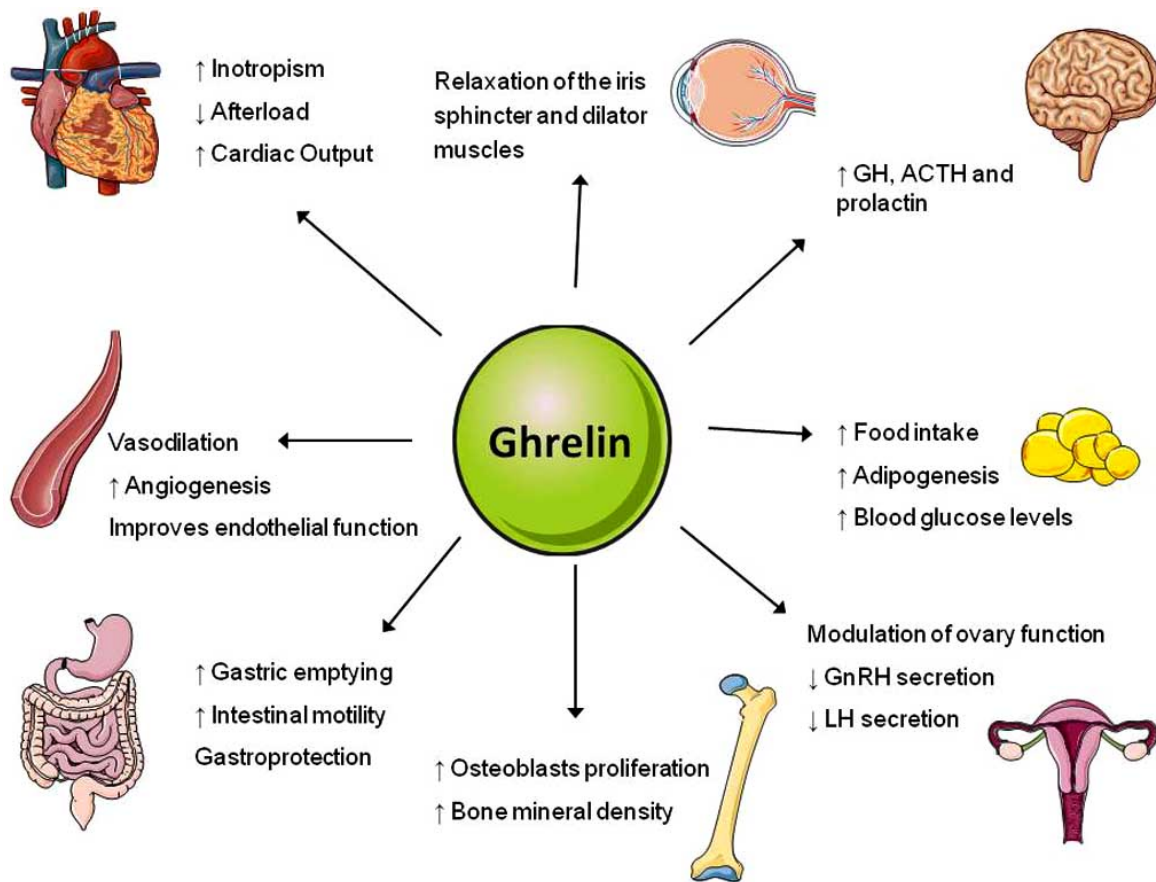 ↑ Inotropism
↓ Afterload
↑ Cardiac Output
Relaxation of the iris
sphincter and dilator
muscles
↑ GH, ACTH and
prolactin
Ghrelin
Vasodilation
↑ Angiogenesis
Improves endothelial function
↑ Food intake
↑ Adipogenesis
↑ Blood glucose levels
↑ Gastric emptying
↑ Intestinal motility
Gastroprotection
↑ Osteoblasts proliferation
↑ Bone mineral density
Modulation of ovary function
↓ GnRH secretion
↓ LH secretion